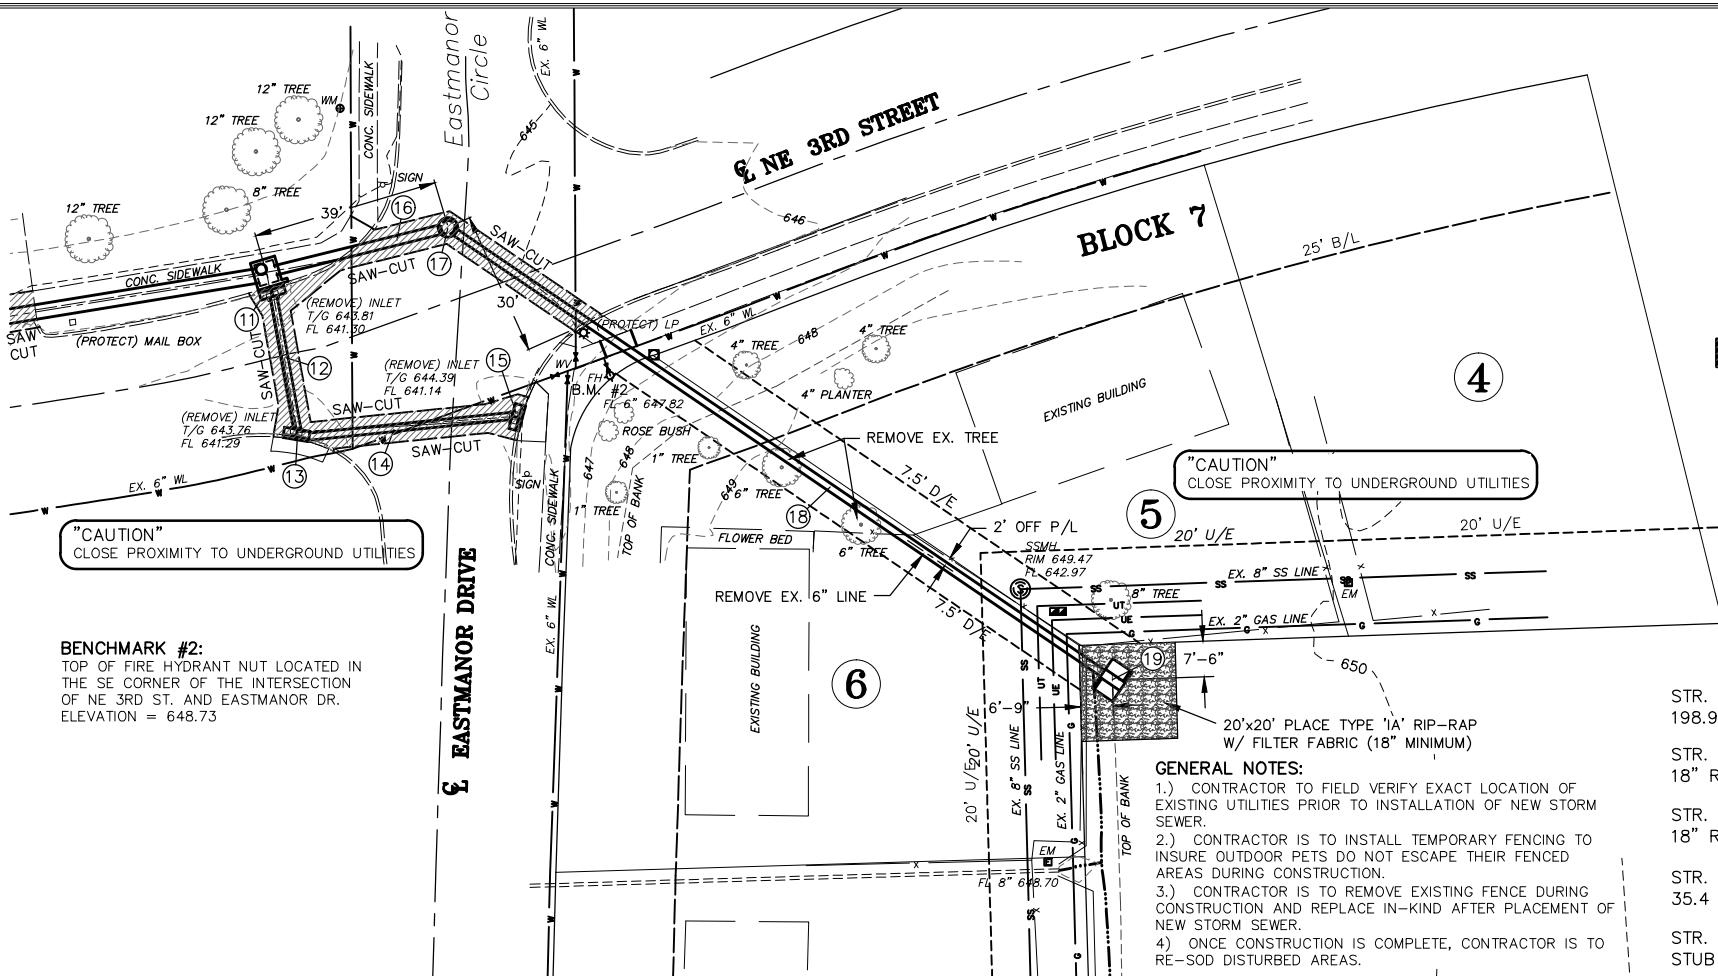 Eastmanor
Circle
EX. 6" WL
12" TREE
WM
12" TREE
CONC. SIDEWALK
645
℄ NE 3RD STREET
SIGN
8" TREE
12" TREE
39'
16
646
BLOCK 7
25' B/L
SAW-CUT
17
CONC. SIDEWALK
SAW-CUT
(REMOVE) INLET
T/G 643.81
FL 641.30
30'
11
(PROTECT) LP
EX. 6" WL
648
4" TREE
SAW
CUT
(PROTECT) MAIL BOX
4" TREE
SAW-CUT
12
(REMOVE) INLET
T/G 644.39
FL 641.14
15
WV
FH
B.M. #2
FL 6" 647.82
4" PLANTER
EXISTING BUILDING
4
SAW-CUT
(REMOVE) INLET
T/G 643.76
FL 641.29
ROSE BUSH
REMOVE EX. TREE
SAW-CUT
14
13
1" TREE
647
648
649
7.5' D/E
"CAUTION"
CLOSE PROXIMITY TO UNDERGROUND UTILITIES
EX. 6" WL
SIGN
6" TREE
1" TREE
TOP OF BANK
18
5
2' OFF P/L
20' U/E
20' U/E
"CAUTION"
CLOSE PROXIMITY TO UNDERGROUND UTILITIES
CONC. SIDEWALK
FLOWER BED
6" TREE
SSMH
RIM 649.47
FL 642.97
EX. 8" SS LINE
EM
8" TREE
REMOVE EX. 6" LINE
7.5' D/E
EX. 2" GAS LINE
UT
UE
G
℄ EASTMANOR DRIVE
EX. 6" WL
EXISTING BUILDING
6
BENCHMARK #2:
TOP OF FIRE HYDRANT NUT LOCATED IN
THE SE CORNER OF THE INTERSECTION
OF NE 3RD ST. AND EASTMANOR DR.
ELEVATION = 648.73
19
7'-6"
650
UT
UE
6'-9"
20'x20' PLACE TYPE 'IA' RIP-RAP
W/ FILTER FABRIC (18" MINIMUM)
20' U/E
20' U/E
EX. 8" SS LINE
EX. 2" GAS LINE
TOP OF BANK
EM
FL 8" 648.70
GENERAL NOTES:
1.) CONTRACTOR TO FIELD VERIFY EXACT LOCATION OF
EXISTING UTILITIES PRIOR TO INSTALLATION OF NEW STORM
SEWER.
2.) CONTRACTOR IS TO INSTALL TEMPORARY FENCING TO
INSURE OUTDOOR PETS DO NOT ESCAPE THEIR FENCED
AREAS DURING CONSTRUCTION.
3.) CONTRACTOR IS TO REMOVE EXISTING FENCE DURING
CONSTRUCTION AND REPLACE IN-KIND AFTER PLACEMENT OF
NEW STORM SEWER.
4) ONCE CONSTRUCTION IS COMPLETE, CONTRACTOR IS TO
RE-SOD DISTURBED AREAS.
STR.
198.9
STR.
18" R
STR.
18" R
STR.
35.4
STR.
STUB